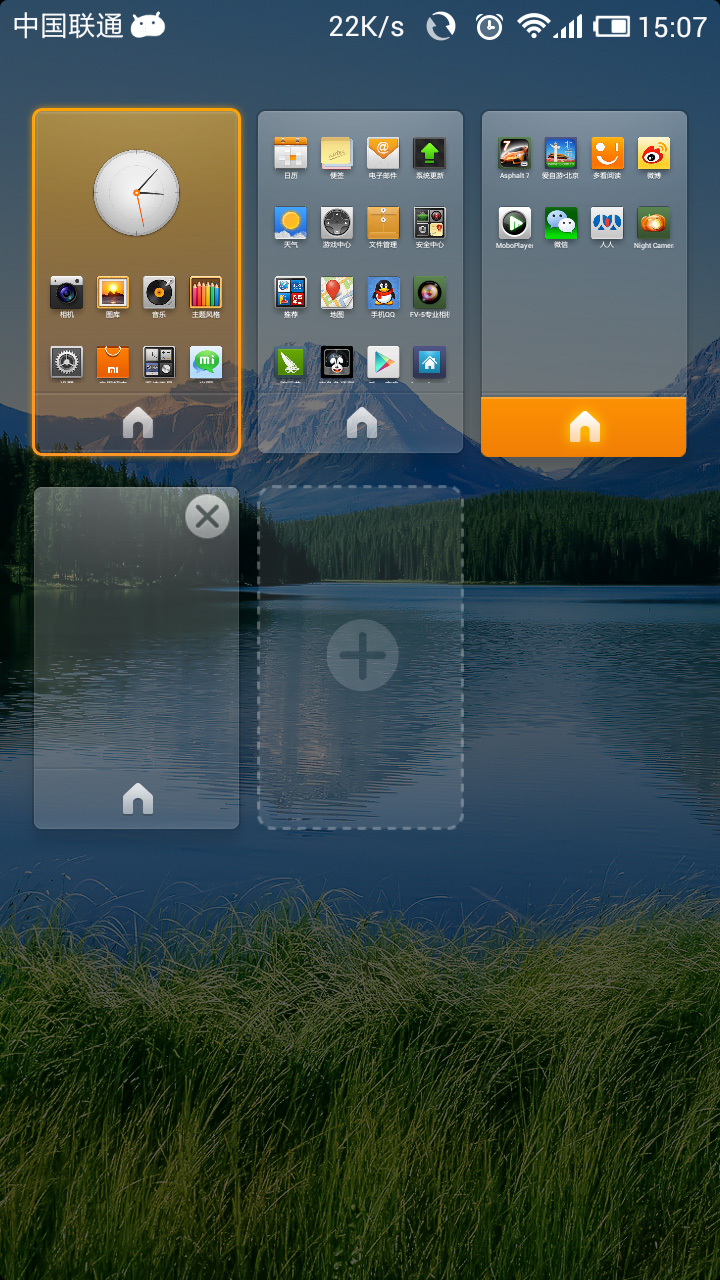 中国联通 22K/s 15:07
日历 便签 电子邮件 系统更新 Asphalt 7 爱自游·北京 多看阅读 微博
天气 游戏中心 文件管理 安全中心 MoboPlayer 微信 人人 Night Camer
相机 图库 音乐 主题风格 推荐 地图 手机QQ FV-5专业相
mi mi